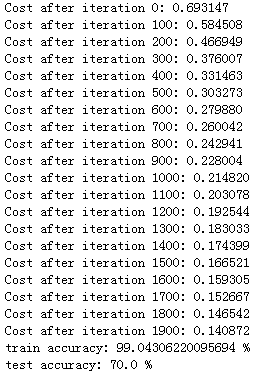 Cost after iteration 0: 0.693147
Cost after iteration 100: 0.584508
Cost after iteration 200: 0.466949
Cost after iteration 300: 0.376007
Cost after iteration 400: 0.331463
Cost after iteration 500: 0.303273
Cost after iteration 600: 0.279880
Cost after iteration 700: 0.260042
Cost after iteration 800: 0.242941
Cost after iteration 900: 0.228004
Cost after iteration 1000: 0.214820
Cost after iteration 1100: 0.203078
Cost after iteration 1200: 0.192544
Cost after iteration 1300: 0.183033
Cost after iteration 1400: 0.174399
Cost after iteration 1500: 0.166521
Cost after iteration 1600: 0.159305
Cost after iteration 1700: 0.152667
Cost after iteration 1800: 0.146542
Cost after iteration 1900: 0.140872
train accuracy: 99.04306220095694 %
test accuracy: 70.0 %